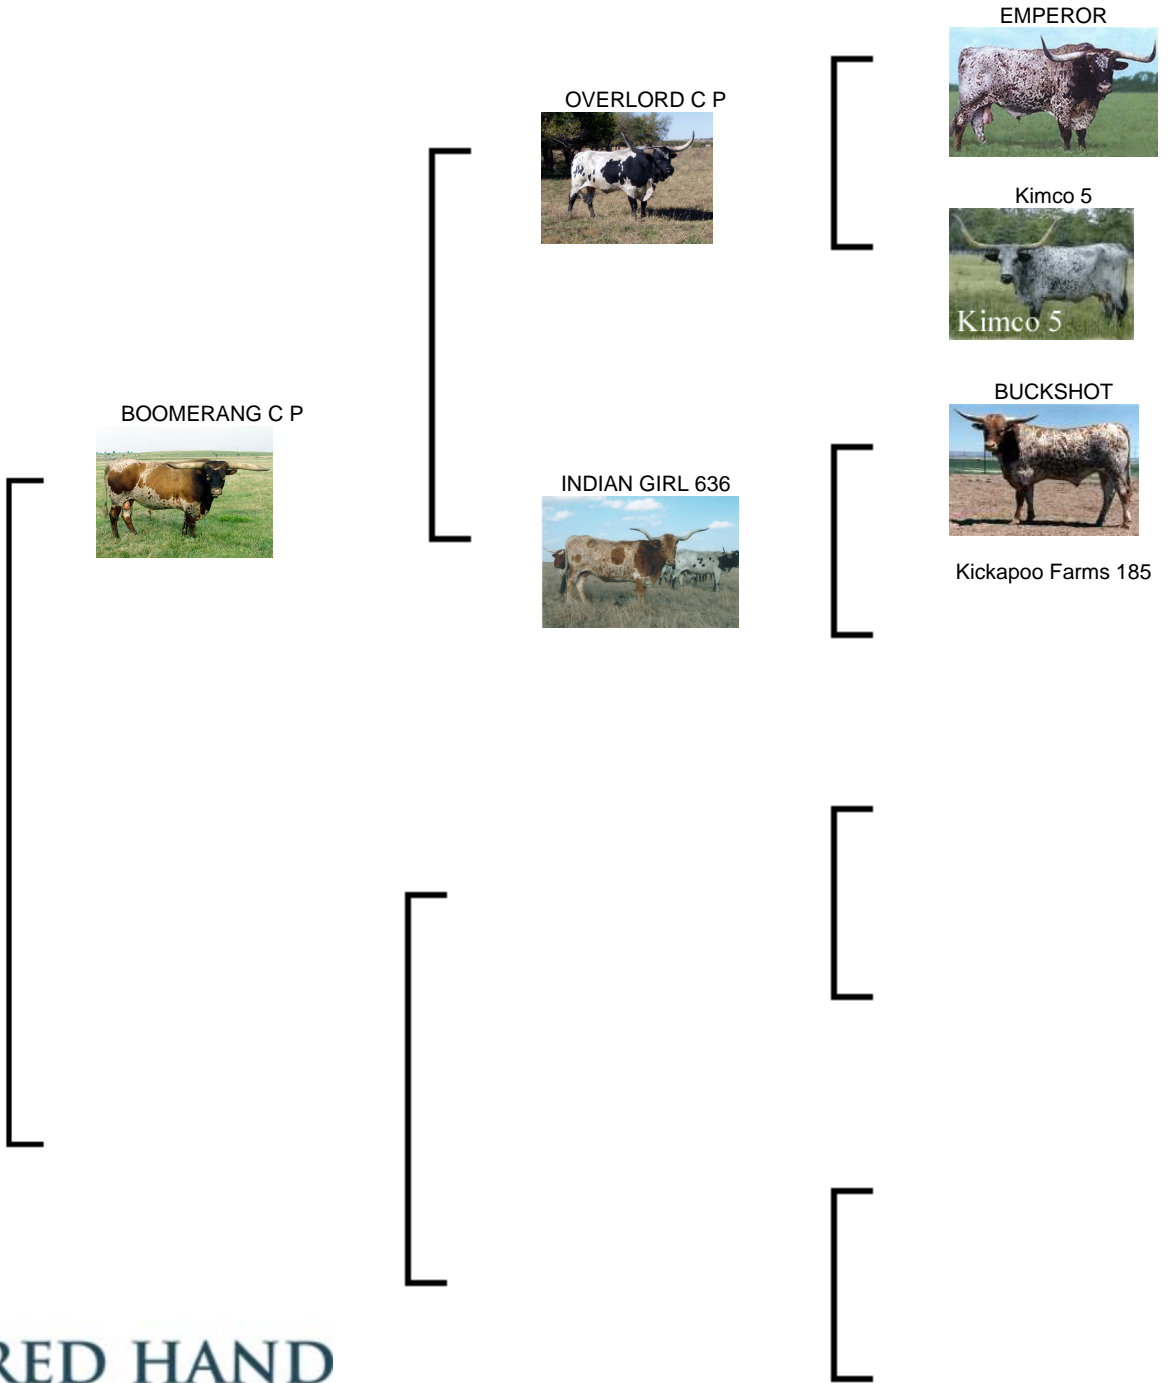 EMPEROR
OVERLORD C P
Kimco 5
Kimco 5
BUCKSHOT
BOOMERANG C P
INDIAN GIRL 636
Kickapoo Farms 185
RED HAND